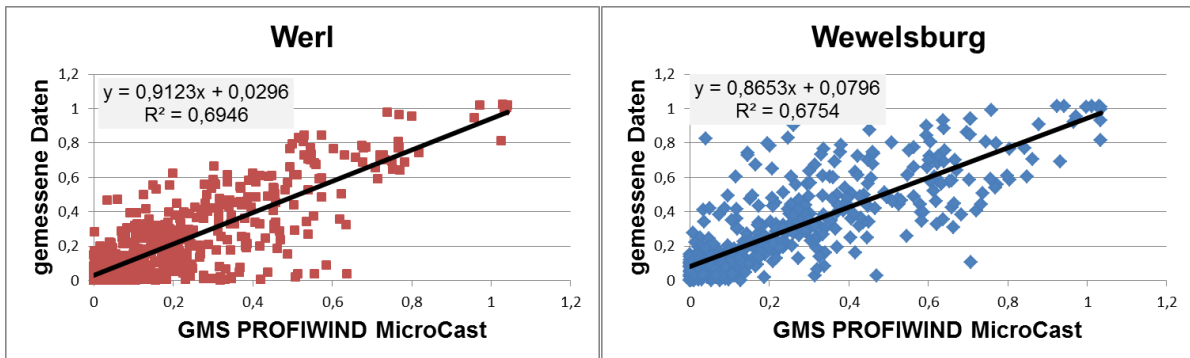 Werl
y = 0,9123x + 0,0296
R² = 0,6946
gemessene Daten
1,2
1
0,8
0,6
0,4
0,2
0
0 0,2 0,4 0,6 0,8 1 1,2
GMS PROFIWIND MicroCast
Wewelsburg
y = 0,8653x + 0,0796
R² = 0,6754
gemessene Daten
1,2
1
0,8
0,6
0,4
0,2
0
0 0,2 0,4 0,6 0,8 1 1,2
GMS PROFIWIND MicroCast